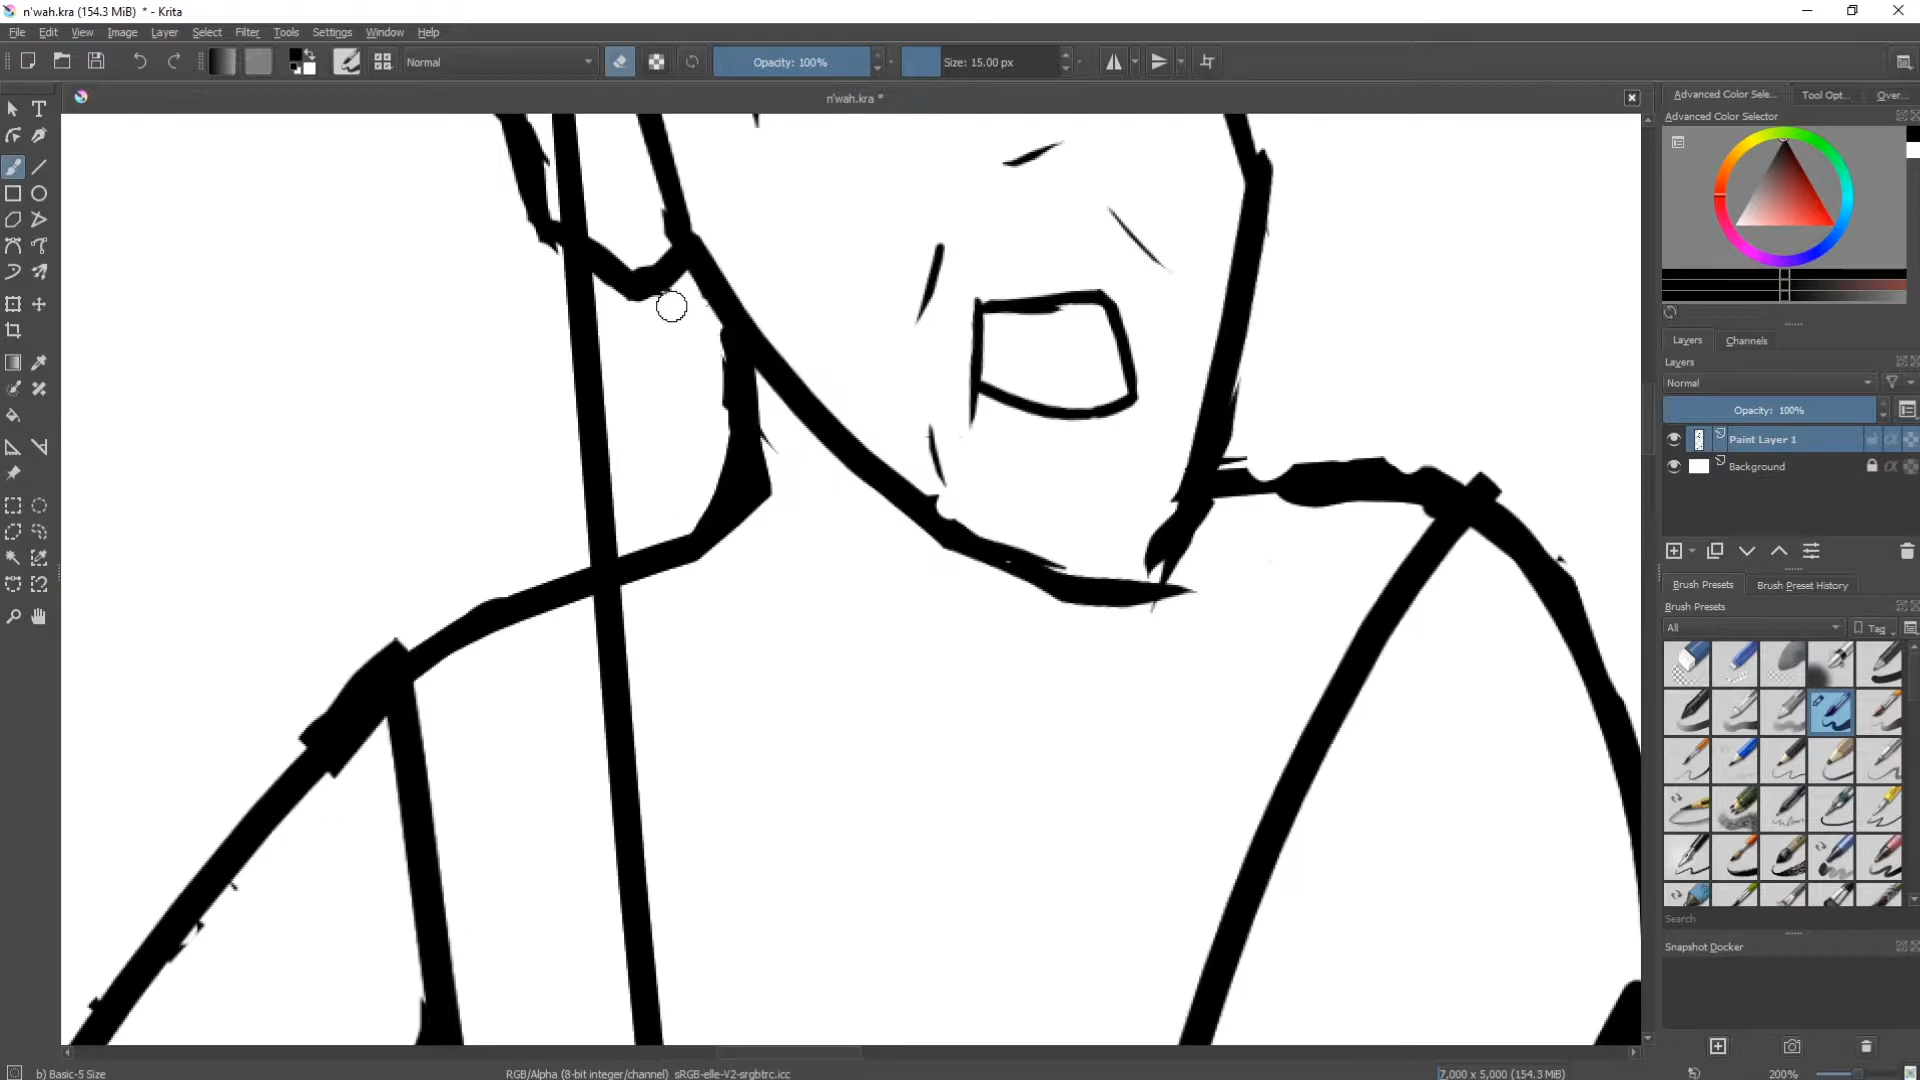 n'wah.kra (154.3 MiB) * - Krita
File Edit View Image Layer Select Filter Tools Settings Window Help
Normal Opacity: 100% Size: 15.00 px
n'wah.kra *
Advanced Color Sele... Tool Opt... Over...
Advanced Color Selector
Layers Channels
Layers
Normal
Opacity: 100%
Paint Layer 1
Background
Brush Presets Brush Preset History
Brush Presets
All Tag
Search
Snapshot Docker
b) Basic-5 Size RGB/Alpha (8-bit integer/channel) sRGB-elle-V2-srgbtrc.icc 7,000 x 5,000 (154.3 MiB) 200%